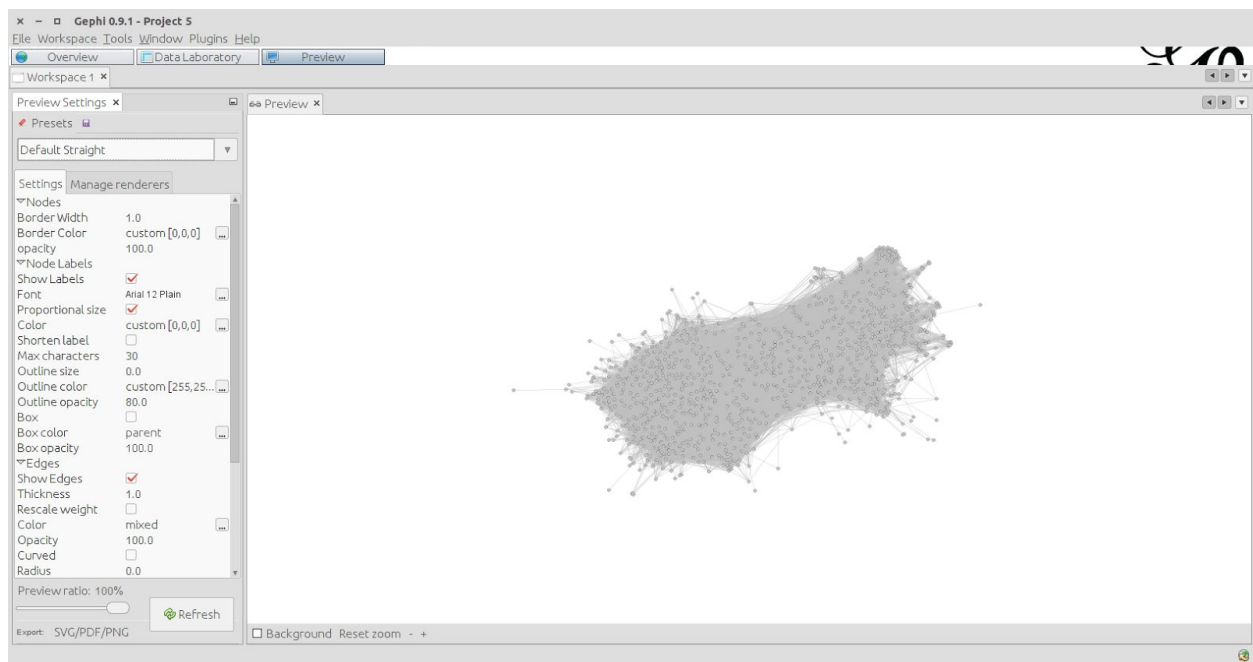 x – □ Gephi 0.9.1 - Project 5
File Workspace Tools Window Plugins Help
Overview Data Laboratory Preview
Workspace 1 ×
Preview Settings × Preview ×
Presets
Default Straight
Settings Manage renderers
Nodes
Border Width 1.0
Border Color custom [0,0,0] ...
opacity 100.0
Node Labels
Show Labels
Font Arial 12 Plain ...
Proportional size
Color custom [0,0,0] ...
Shorten label
Max characters 30
Outline size 0.0
Outline color custom [255,25... ...
Outline opacity 80.0
Box
Box color parent ...
Box opacity 100.0
Edges
Show Edges
Thickness 1.0
Rescale weight
Color mixed ...
Opacity 100.0
Curved
Radius 0.0
Preview ratio: 100%
Refresh
Export: SVG/PDF/PNG
Background Reset zoom - +